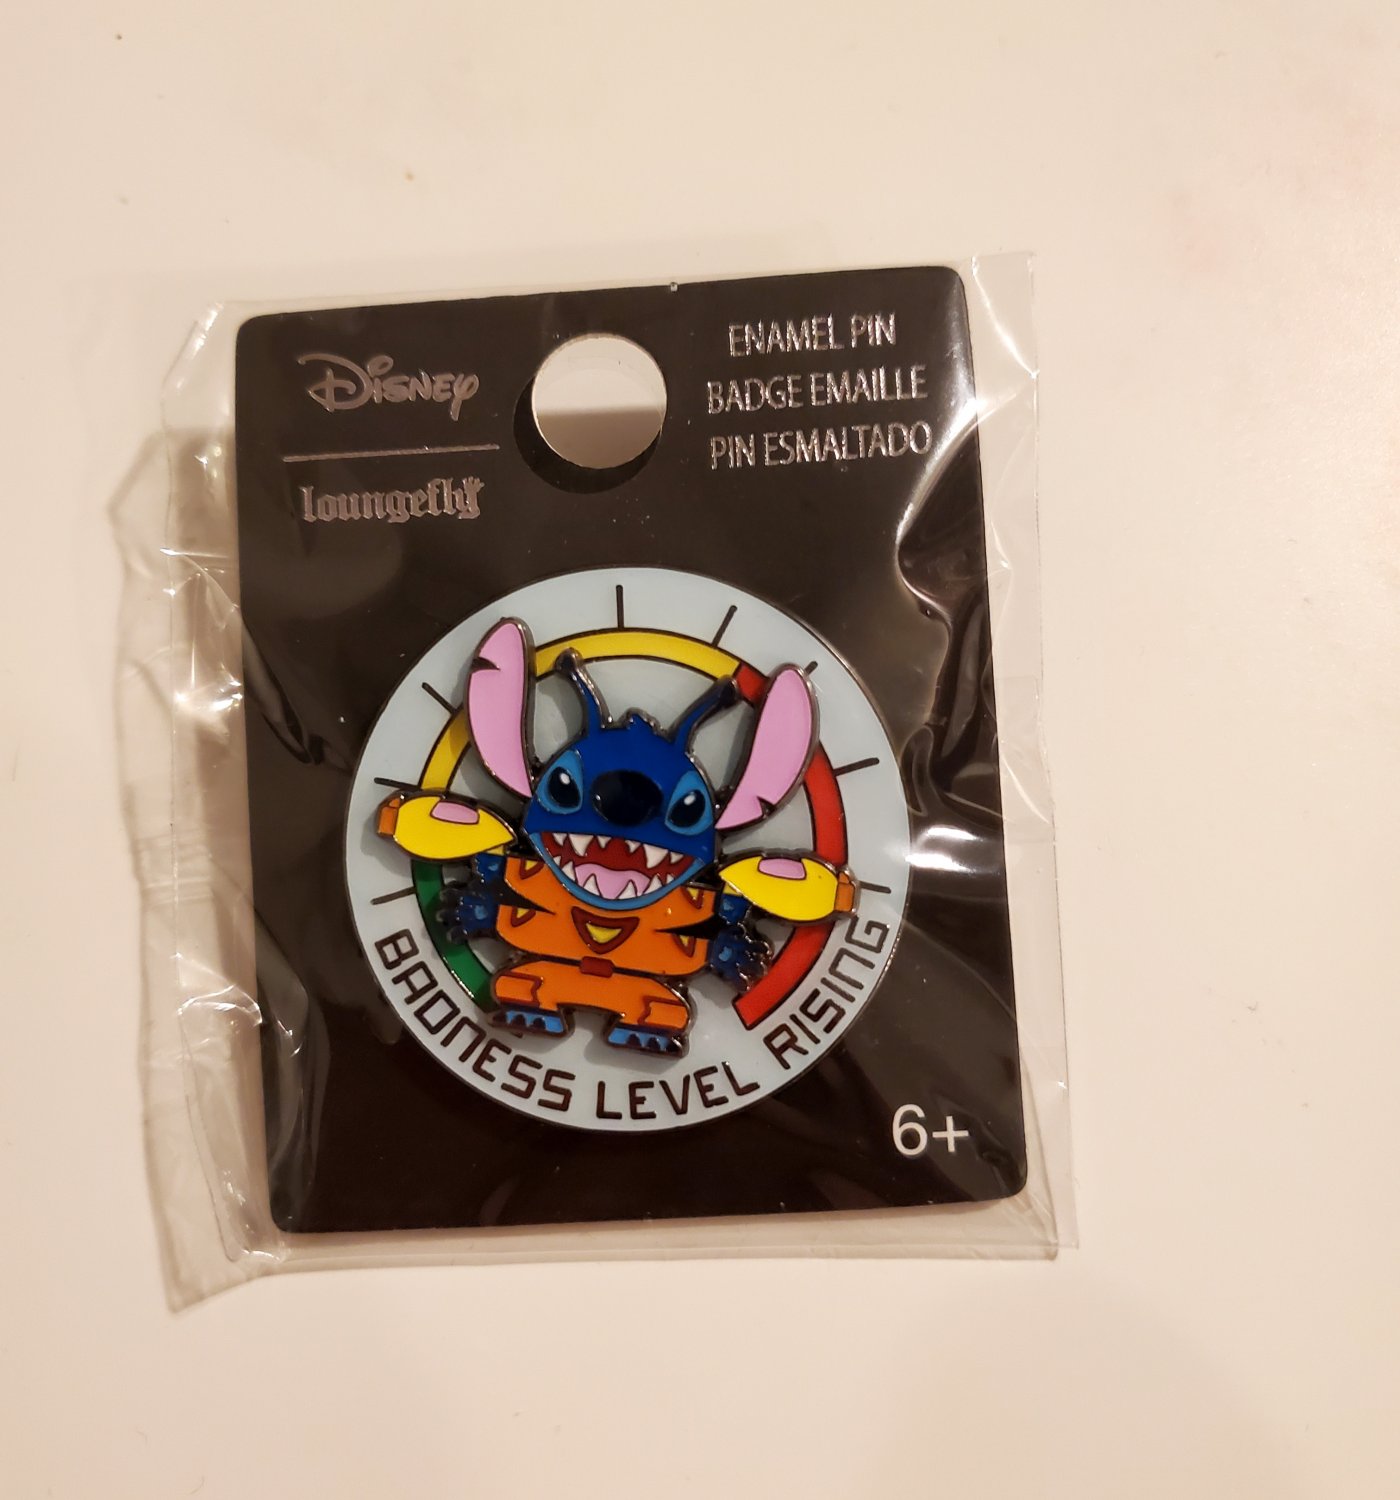 Disney
loungefly
ENAMEL PIN
BADGE EMAILLE
PIN ESMALTADO
BADNESS LEVEL RISING
6+